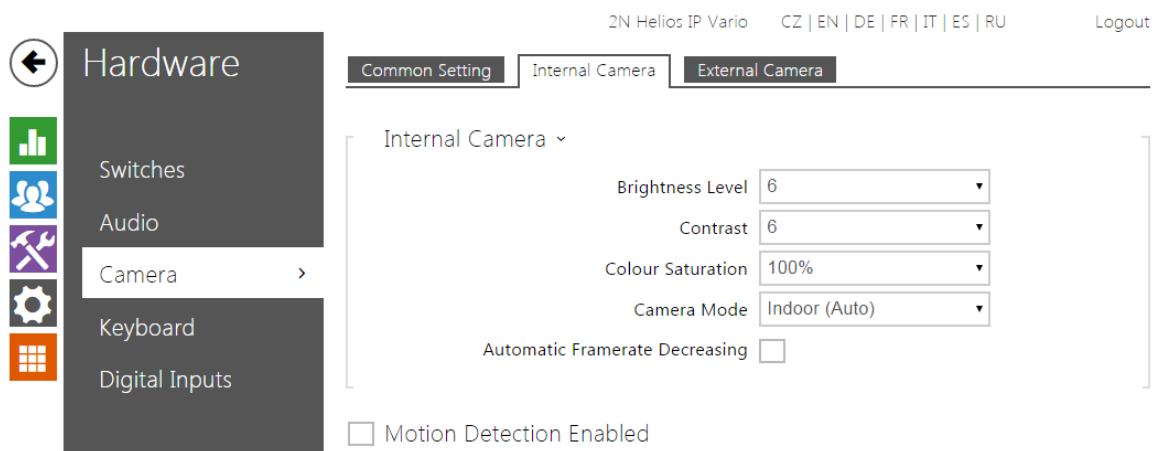 2N Helios IP Vario CZ | EN | DE | FR | IT | ES | RU Logout
Hardware
Common Setting Internal Camera External Camera
Switches
Audio
Camera
Keyboard
Digital Inputs
Internal Camera
Brightness Level 6
Contrast 6
Colour Saturation 100%
Camera Mode Indoor (Auto)
Automatic Framerate Decreasing
Motion Detection Enabled